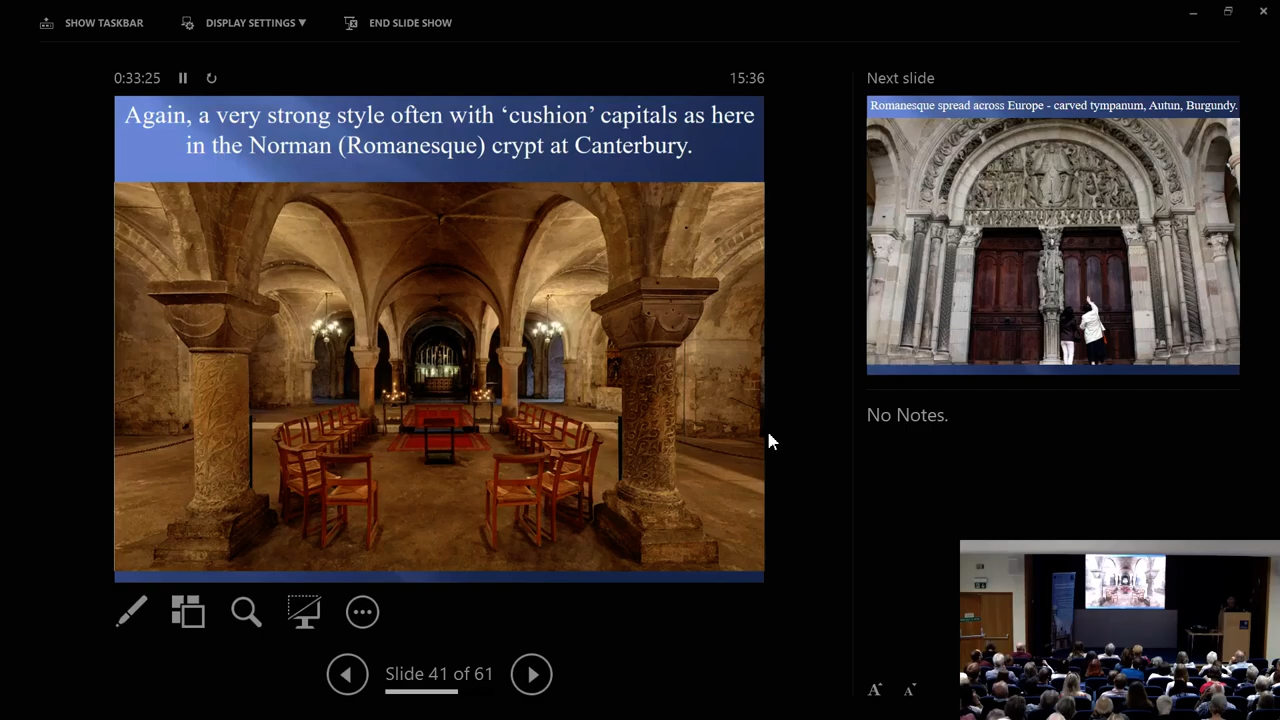 SHOW TASKBAR
DISPLAY SETTINGS ▼
END SLIDE SHOW
0:33:25
15:36
Again, a very strong style often with ‘cushion’ capitals as here
in the Norman (Romanesque) crypt at Canterbury.
Slide 41 of 61
Next slide
Romanesque spread across Europe - carved tympanum, Autun, Burgundy.
No Notes.
A
A